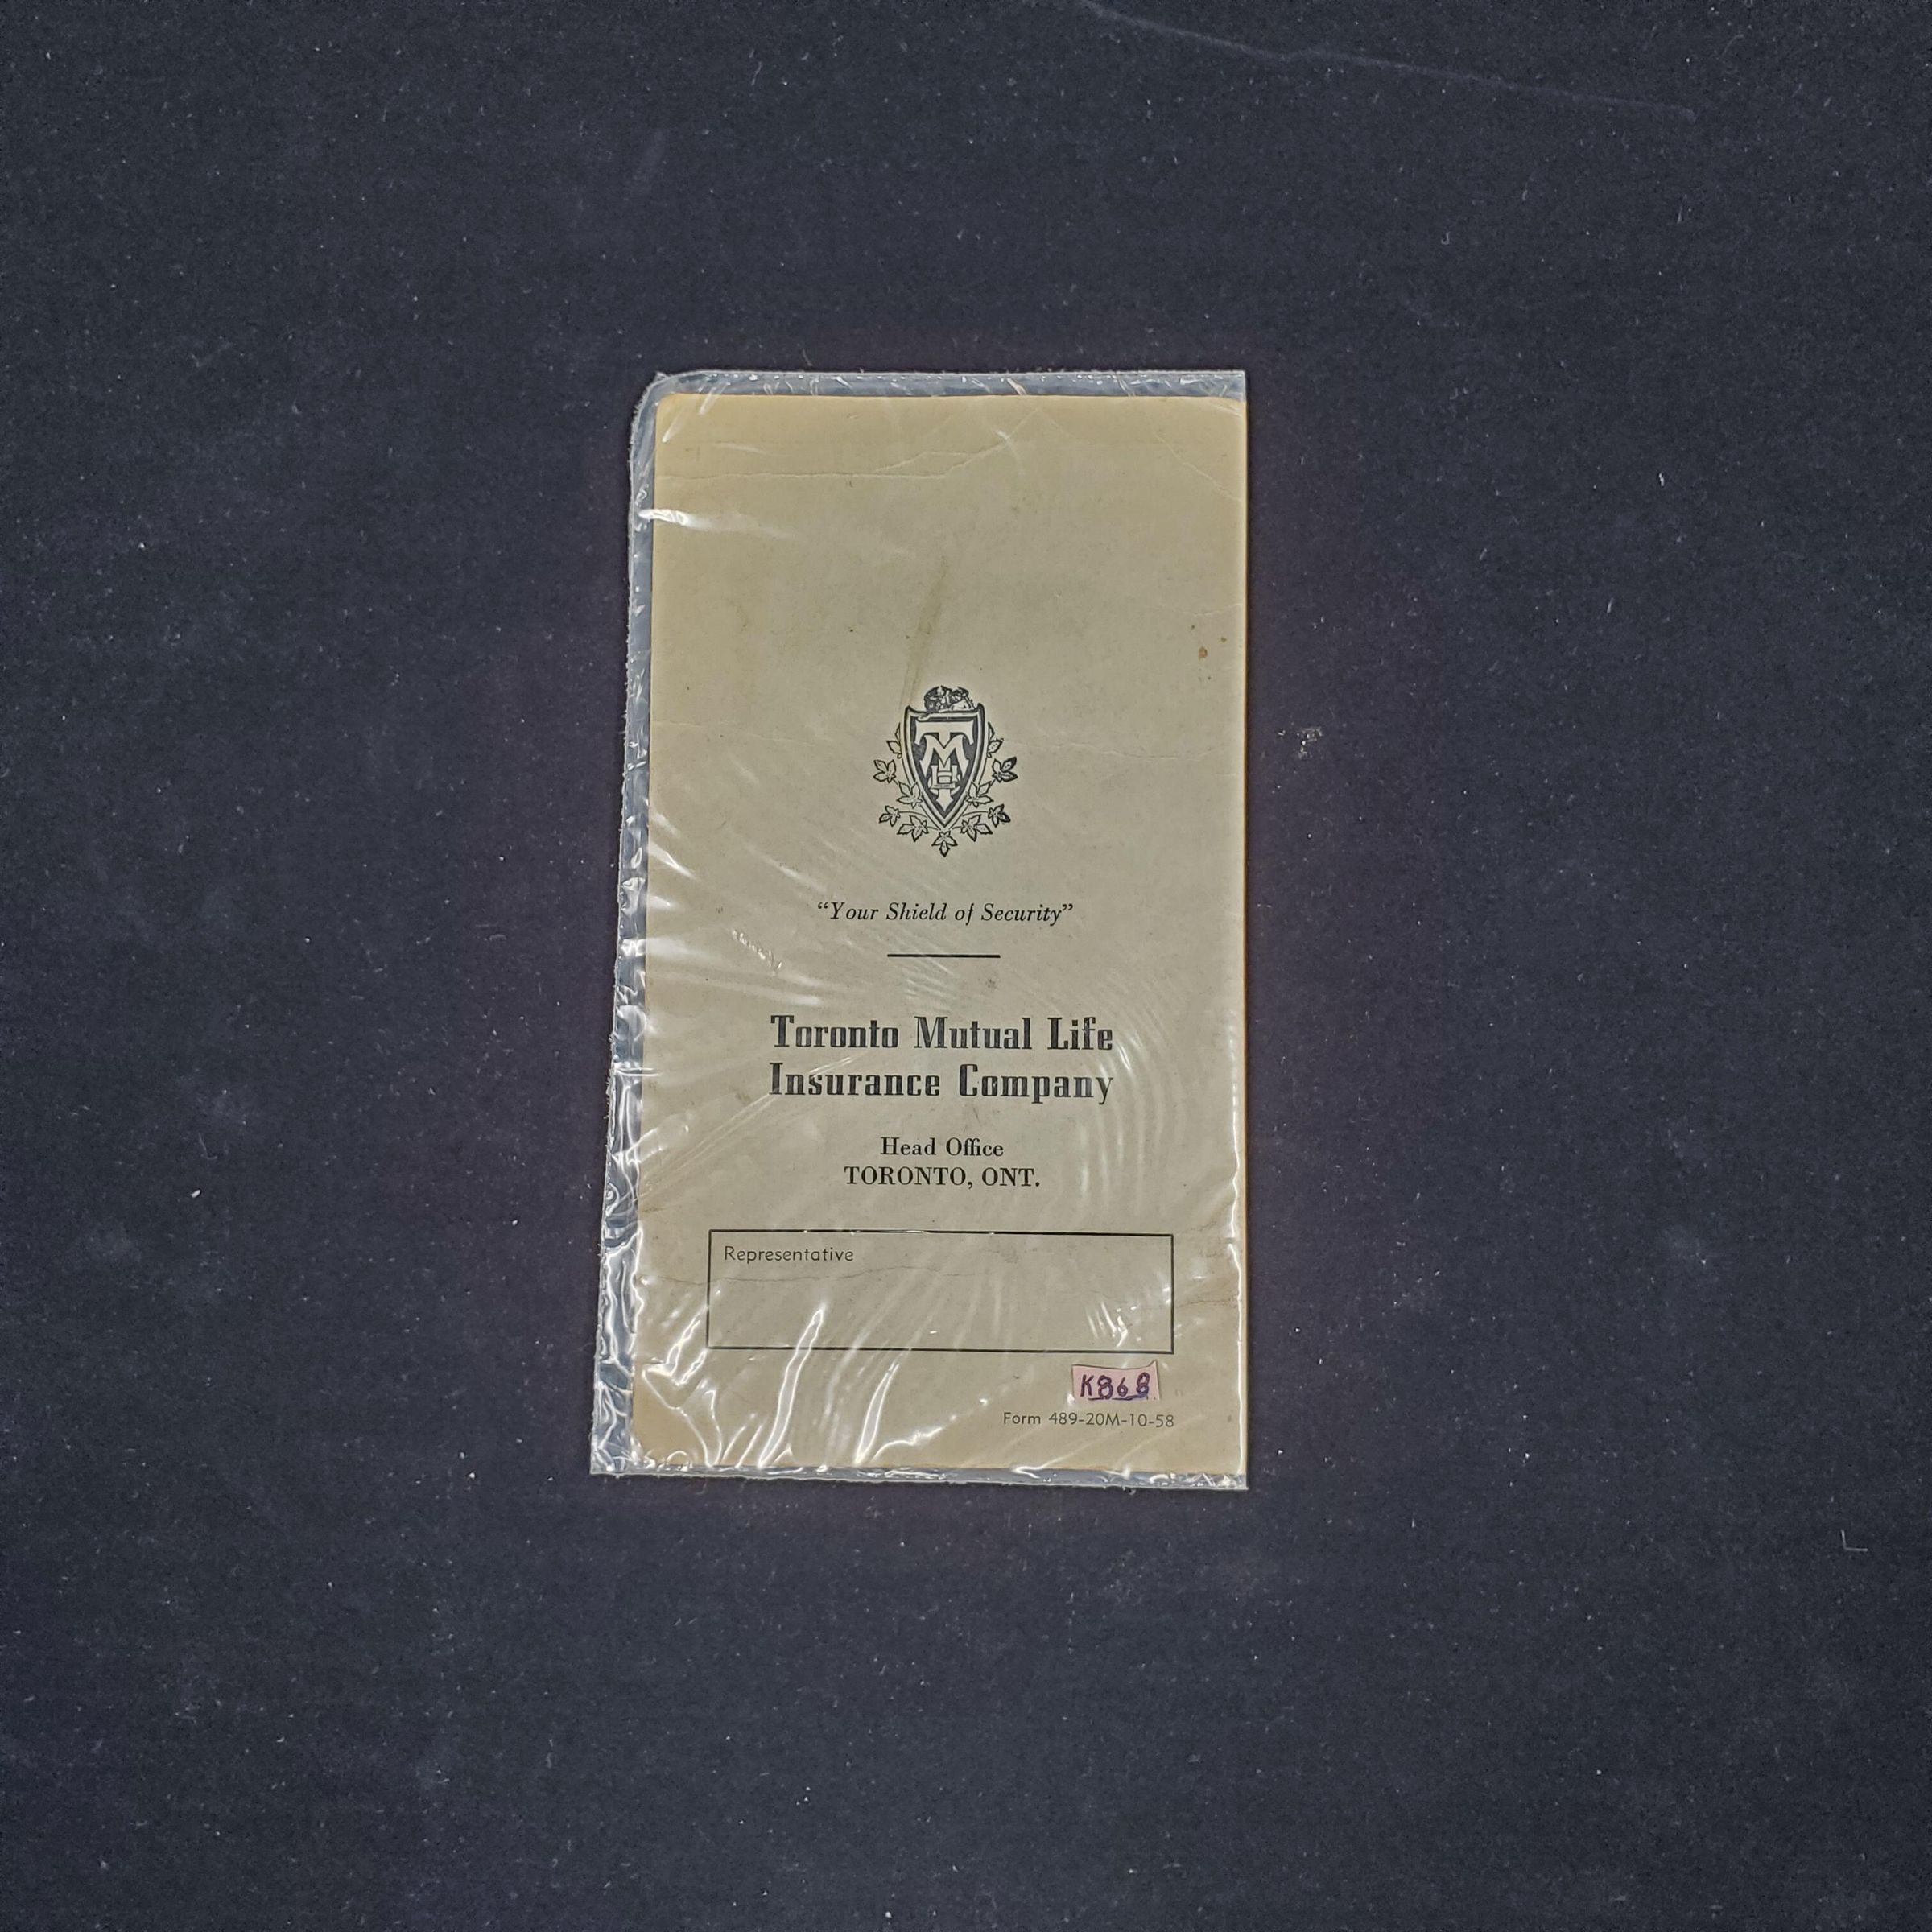 TML
"Your Shield of Security"
Toronto Mutual Life
Insurance Company
Head Office
TORONTO, ONT.
Representative
K868
Form 489-20M-10-58